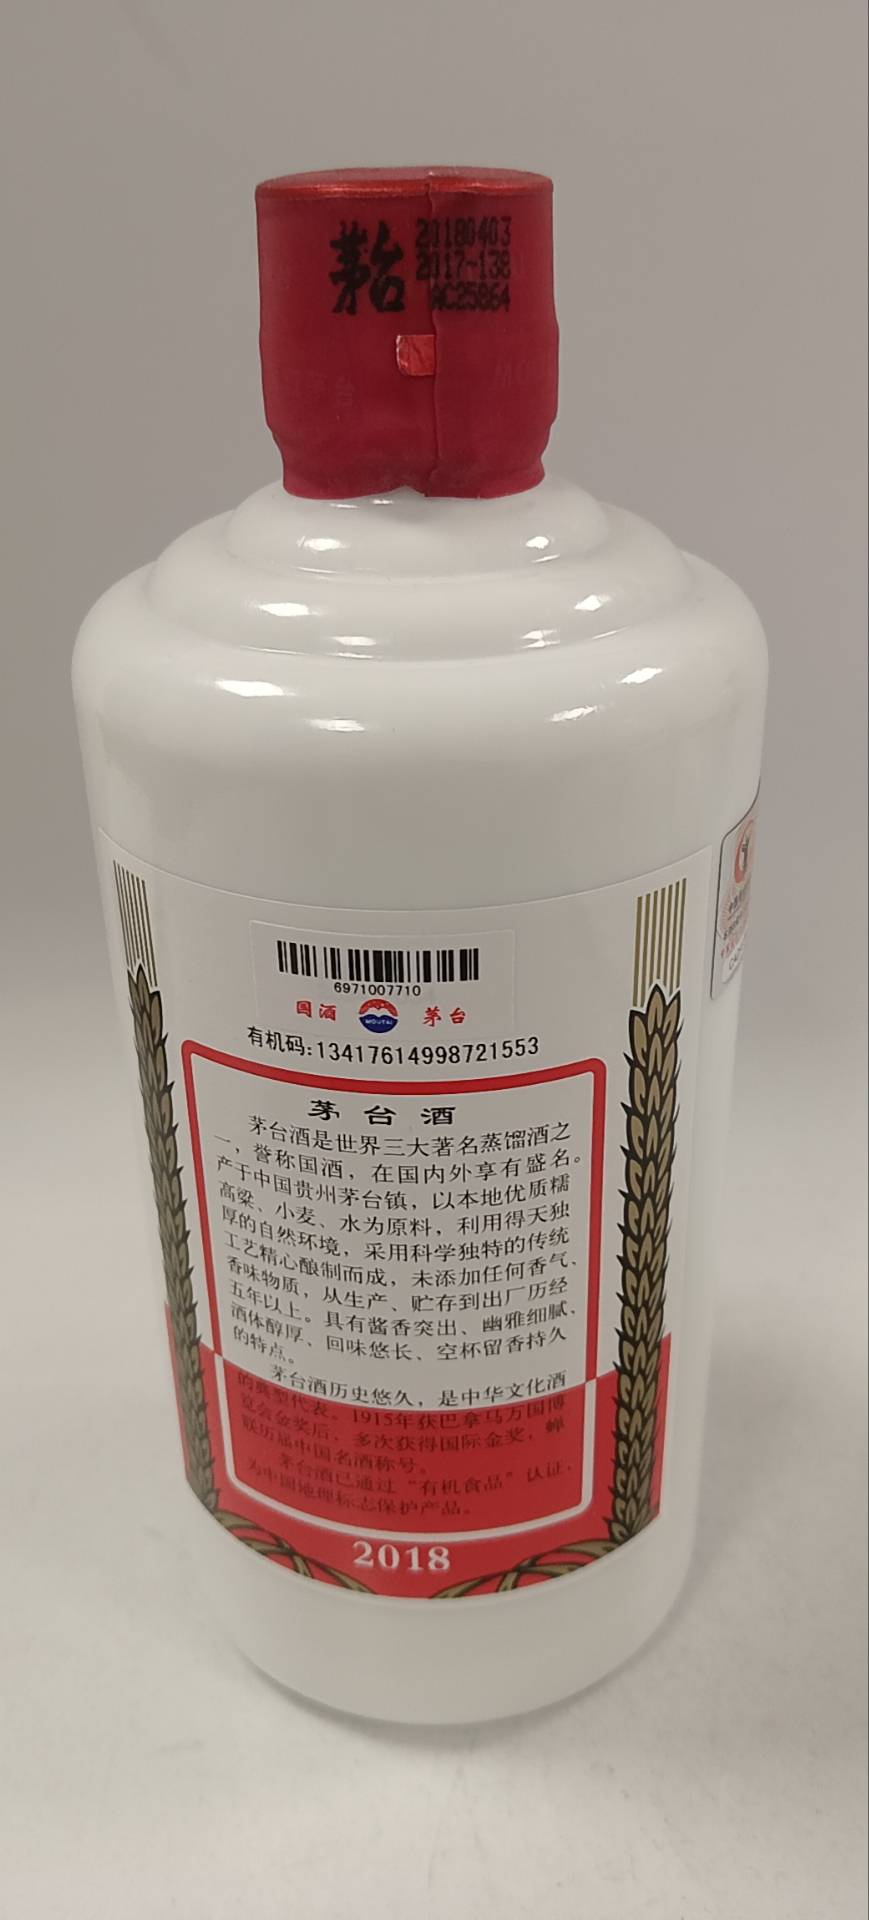 茅台
20180403
2017-138
AC25864
6971007710
国酒 MOUTAI 茅台
有机码:13417614998721553
茅台酒
茅台酒是世界三大著名蒸馏酒之
一，誉称国酒，在国内外享有盛名。
产于中国贵州茅台镇，以本地优质糯
高粱、小麦、水为原料，利用得天独
厚的自然环境，采用科学独特的传统
工艺精心酿制而成，未添加任何香气、
香味物质，从生产、贮存到出厂历经
五年以上。具有酱香突出、幽雅细腻、
酒体醇厚、回味悠长、空杯留香持久
的特点。
茅台酒历史悠久，是中华文化酒
的典型代表。1915年获巴拿马万国博
览会金奖后，多次获得国际金奖，蝉
联历届中国名酒称号。
茅台酒已通过“有机食品”认证，
为中国地理标志保护产品。
2018